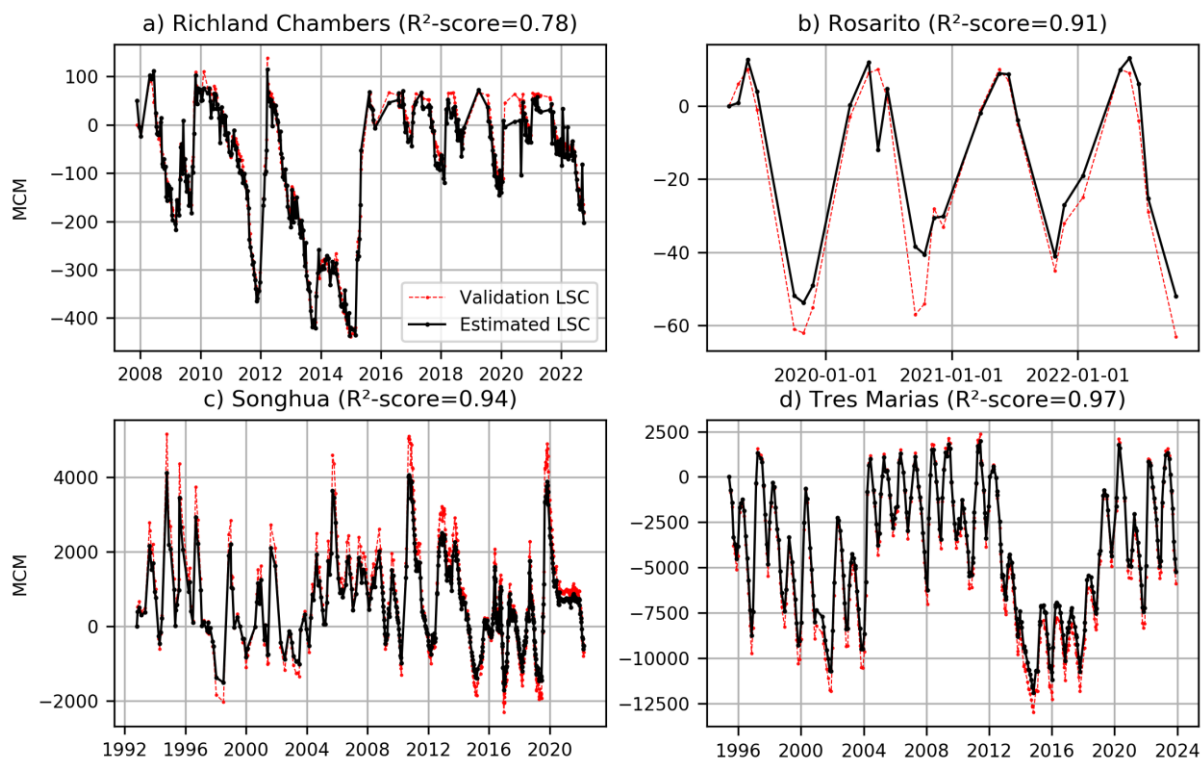 a) Richland Chambers (R²-score=0.78)
100
0
−100
−200
−300
−400
MCM
Validation LSC
Estimated LSC
2008 2010 2012 2014 2016 2018 2020 2022
b) Rosarito (R²-score=0.91)
0
−20
−40
−60
2020-01-01 2021-01-01 2022-01-01
c) Songhua (R²-score=0.94)
4000
2000
0
−2000
MCM
1992 1996 2000 2004 2008 2012 2016 2020
d) Tres Marias (R²-score=0.97)
2500
0
−2500
−5000
−7500
−10000
−12500
1996 2000 2004 2008 2012 2016 2020 2024